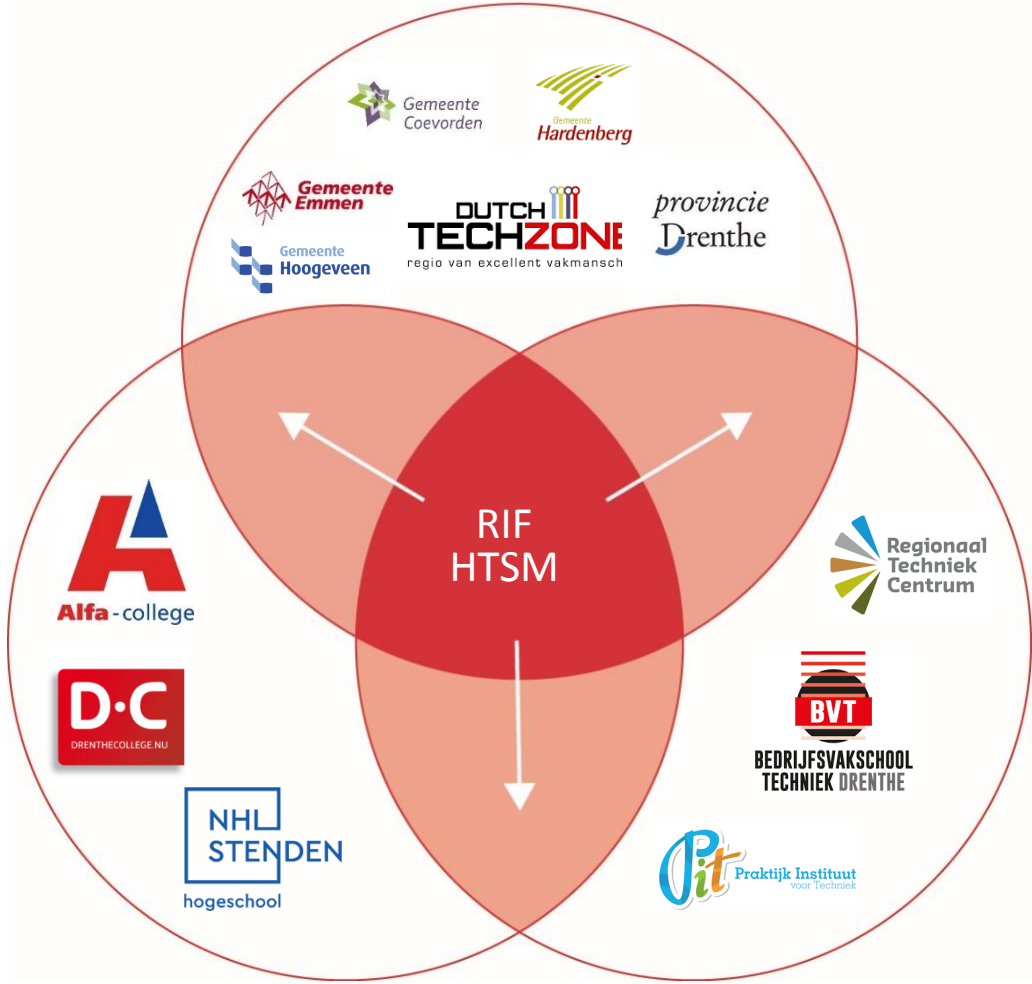 Gemeente
Coevorden
Gemeente
Hardenberg
Gemeente
Emmen
DUTCH
TECHZONE
regio van excellent vakmansch
provincie
Drenthe
Gemeente
Hoogeveen
RIF
HTSM
Alfa-college
D·C
DRENTHECOLLEGE.NU
NHL
STENDEN
hogeschool
Regionaal
Techniek
Centrum
BVT
BEDRIJFSVAKSCHOOL
TECHNIEK DRENTHE
Pit Praktijk Instituut
voor Techniek